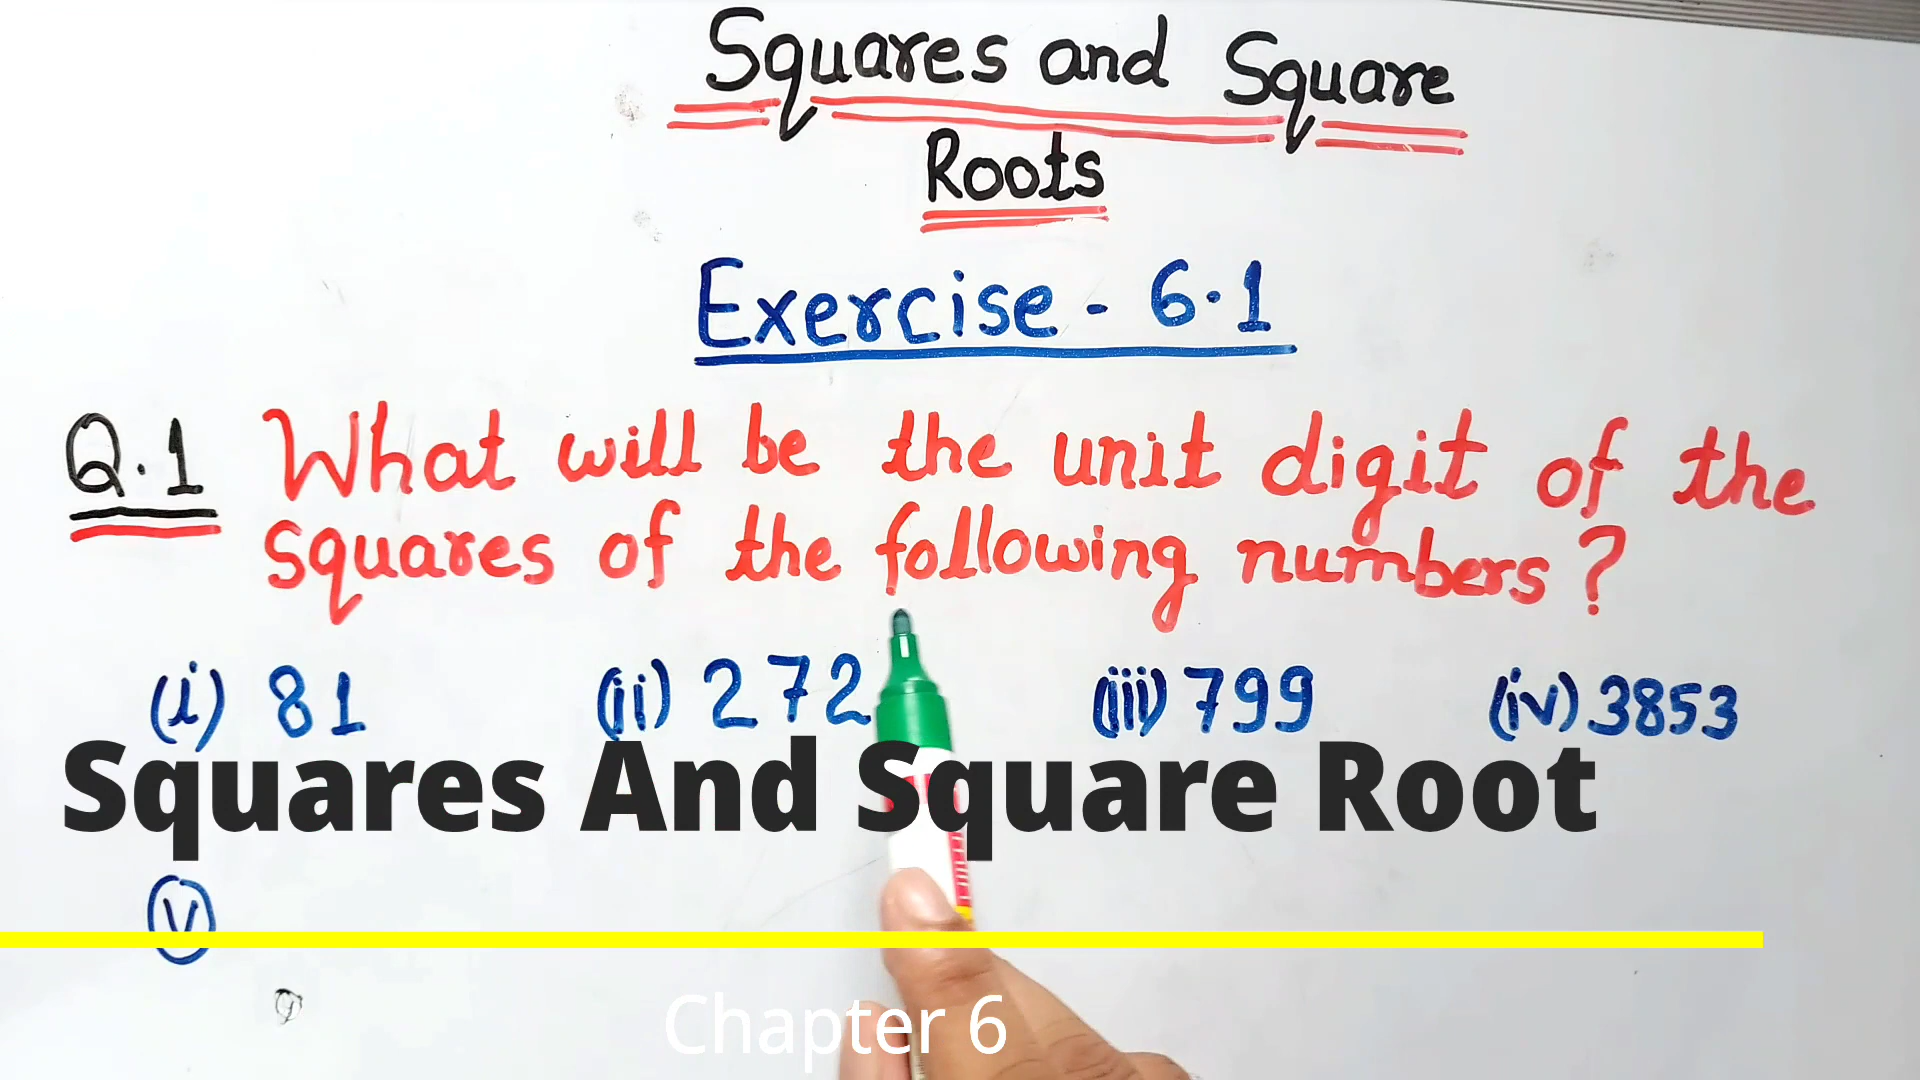 Squares and Square
Roots
Exercise - 6.1
Q.1 What will be the unit digit of the
squares of the following numbers?
(i) 81 (ii) 272 (iii) 799 (iv) 3853
Squares And Square Root
V
Chapter 6